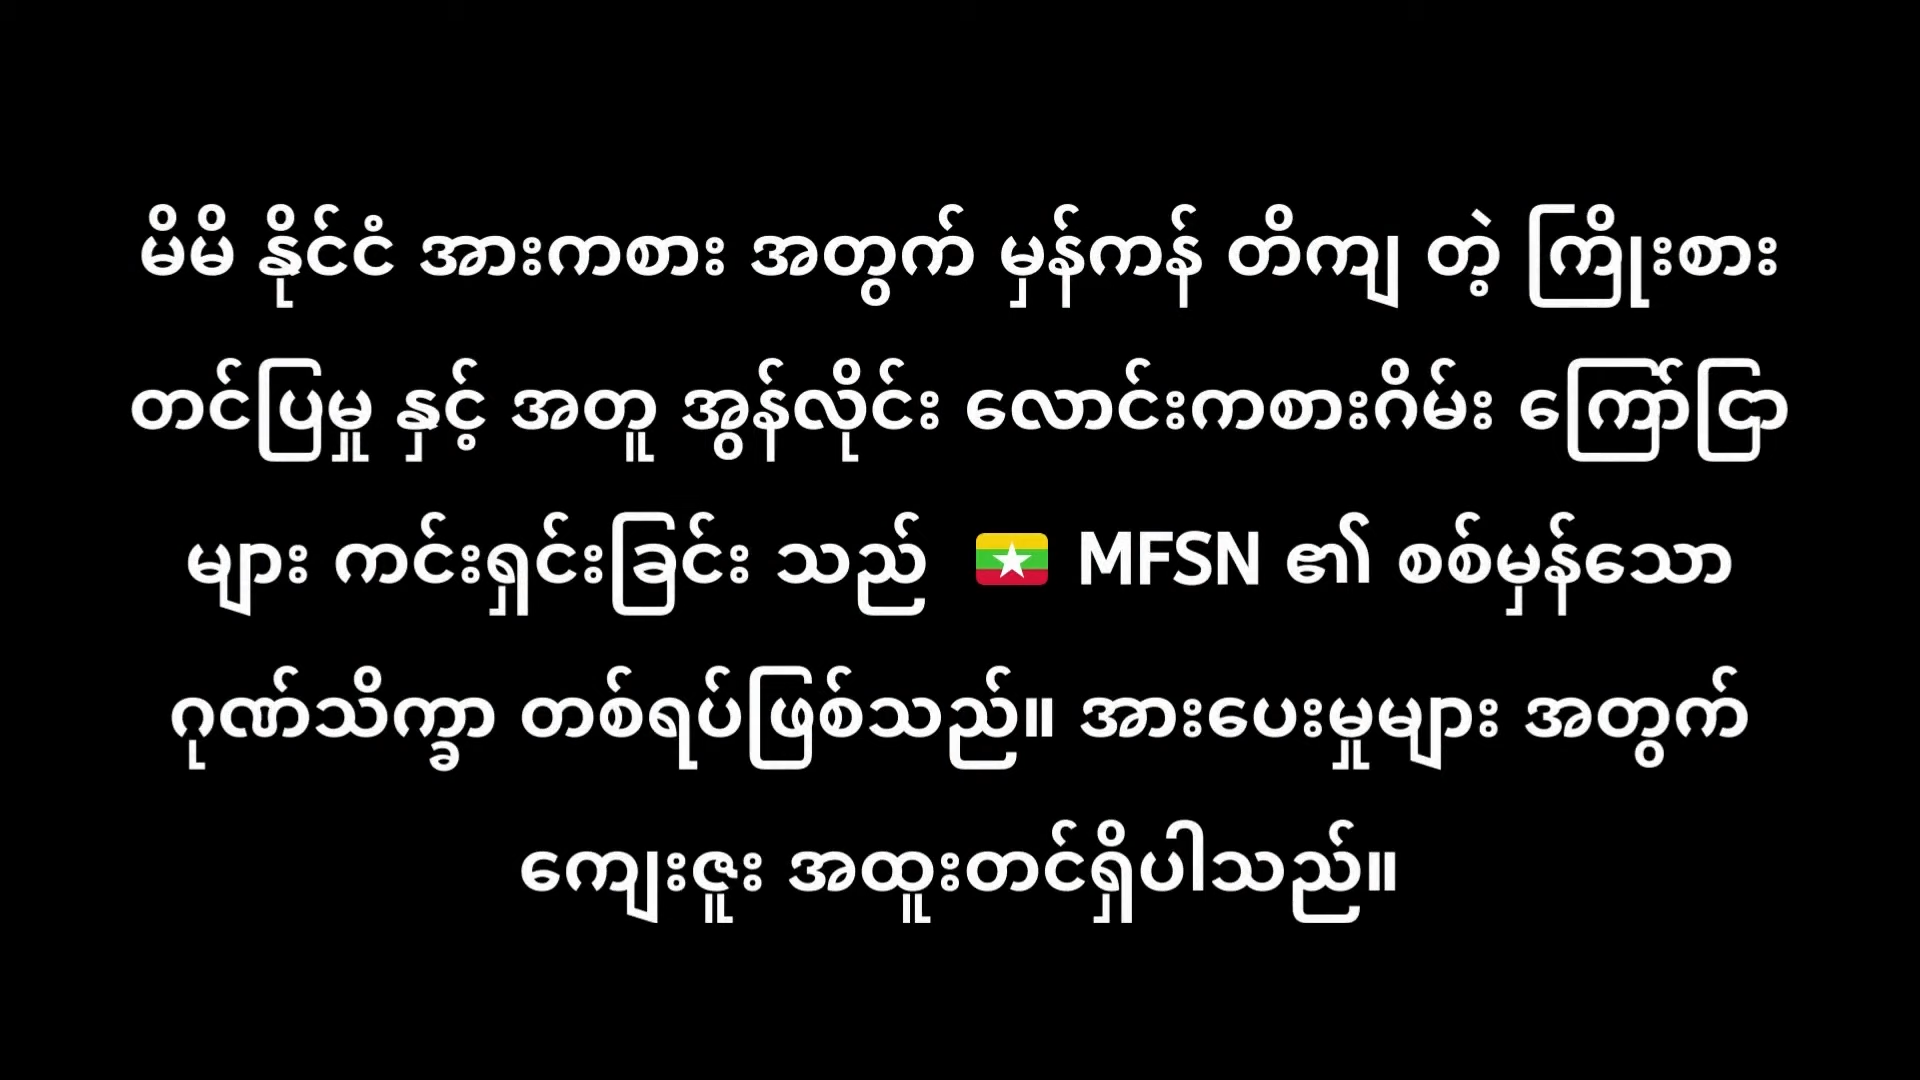 မိမိ နိုင်ငံ အားကစား အတွက် မှန်ကန် တိကျ တဲ့ ကြိုးစား
တင်ပြမှု နှင့် အတူ အွန်လိုင်း လောင်းကစားဂိမ်း ကြော်ငြာ
များ ကင်းရှင်းခြင်း သည် 🇲🇲 MFSN ၏ စစ်မှန်သော
ဂုဏ်သိက္ခာ တစ်ရပ်ဖြစ်သည်။ အားပေးမှုများ အတွက်
ကျေးဇူး အထူးတင်ရှိပါသည်။